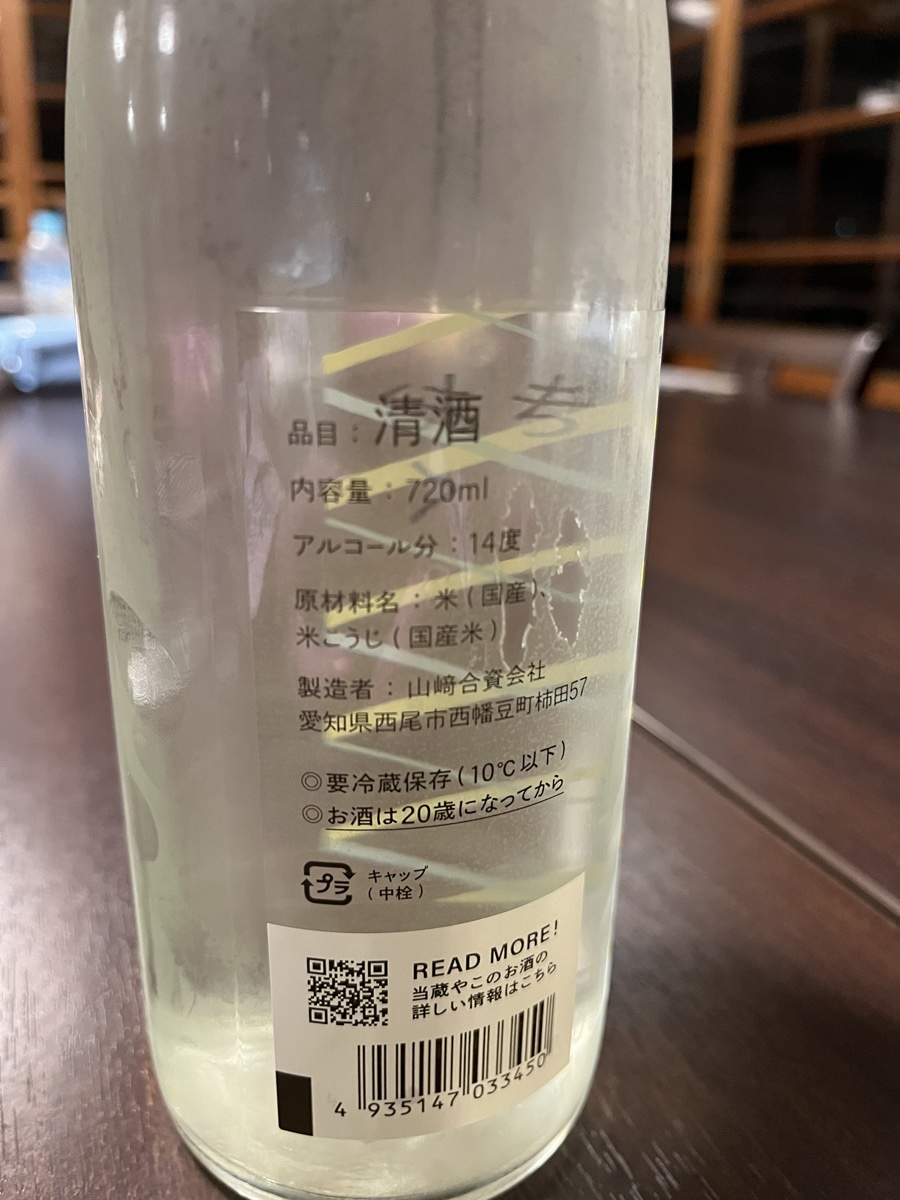 品目：清酒
内容量：720ml
アルコール分：14度
原材料名：米(国産)、
米こうじ(国産米)
製造者：山﨑合資会社
愛知県西尾市西幡豆町柿田57
◎要冷蔵保存(10℃以下)
◎お酒は20歳になってから
プラ
キャップ
(中栓)
READ MORE!
当蔵やこのお酒の
詳しい情報はこちら
4 935147 033450